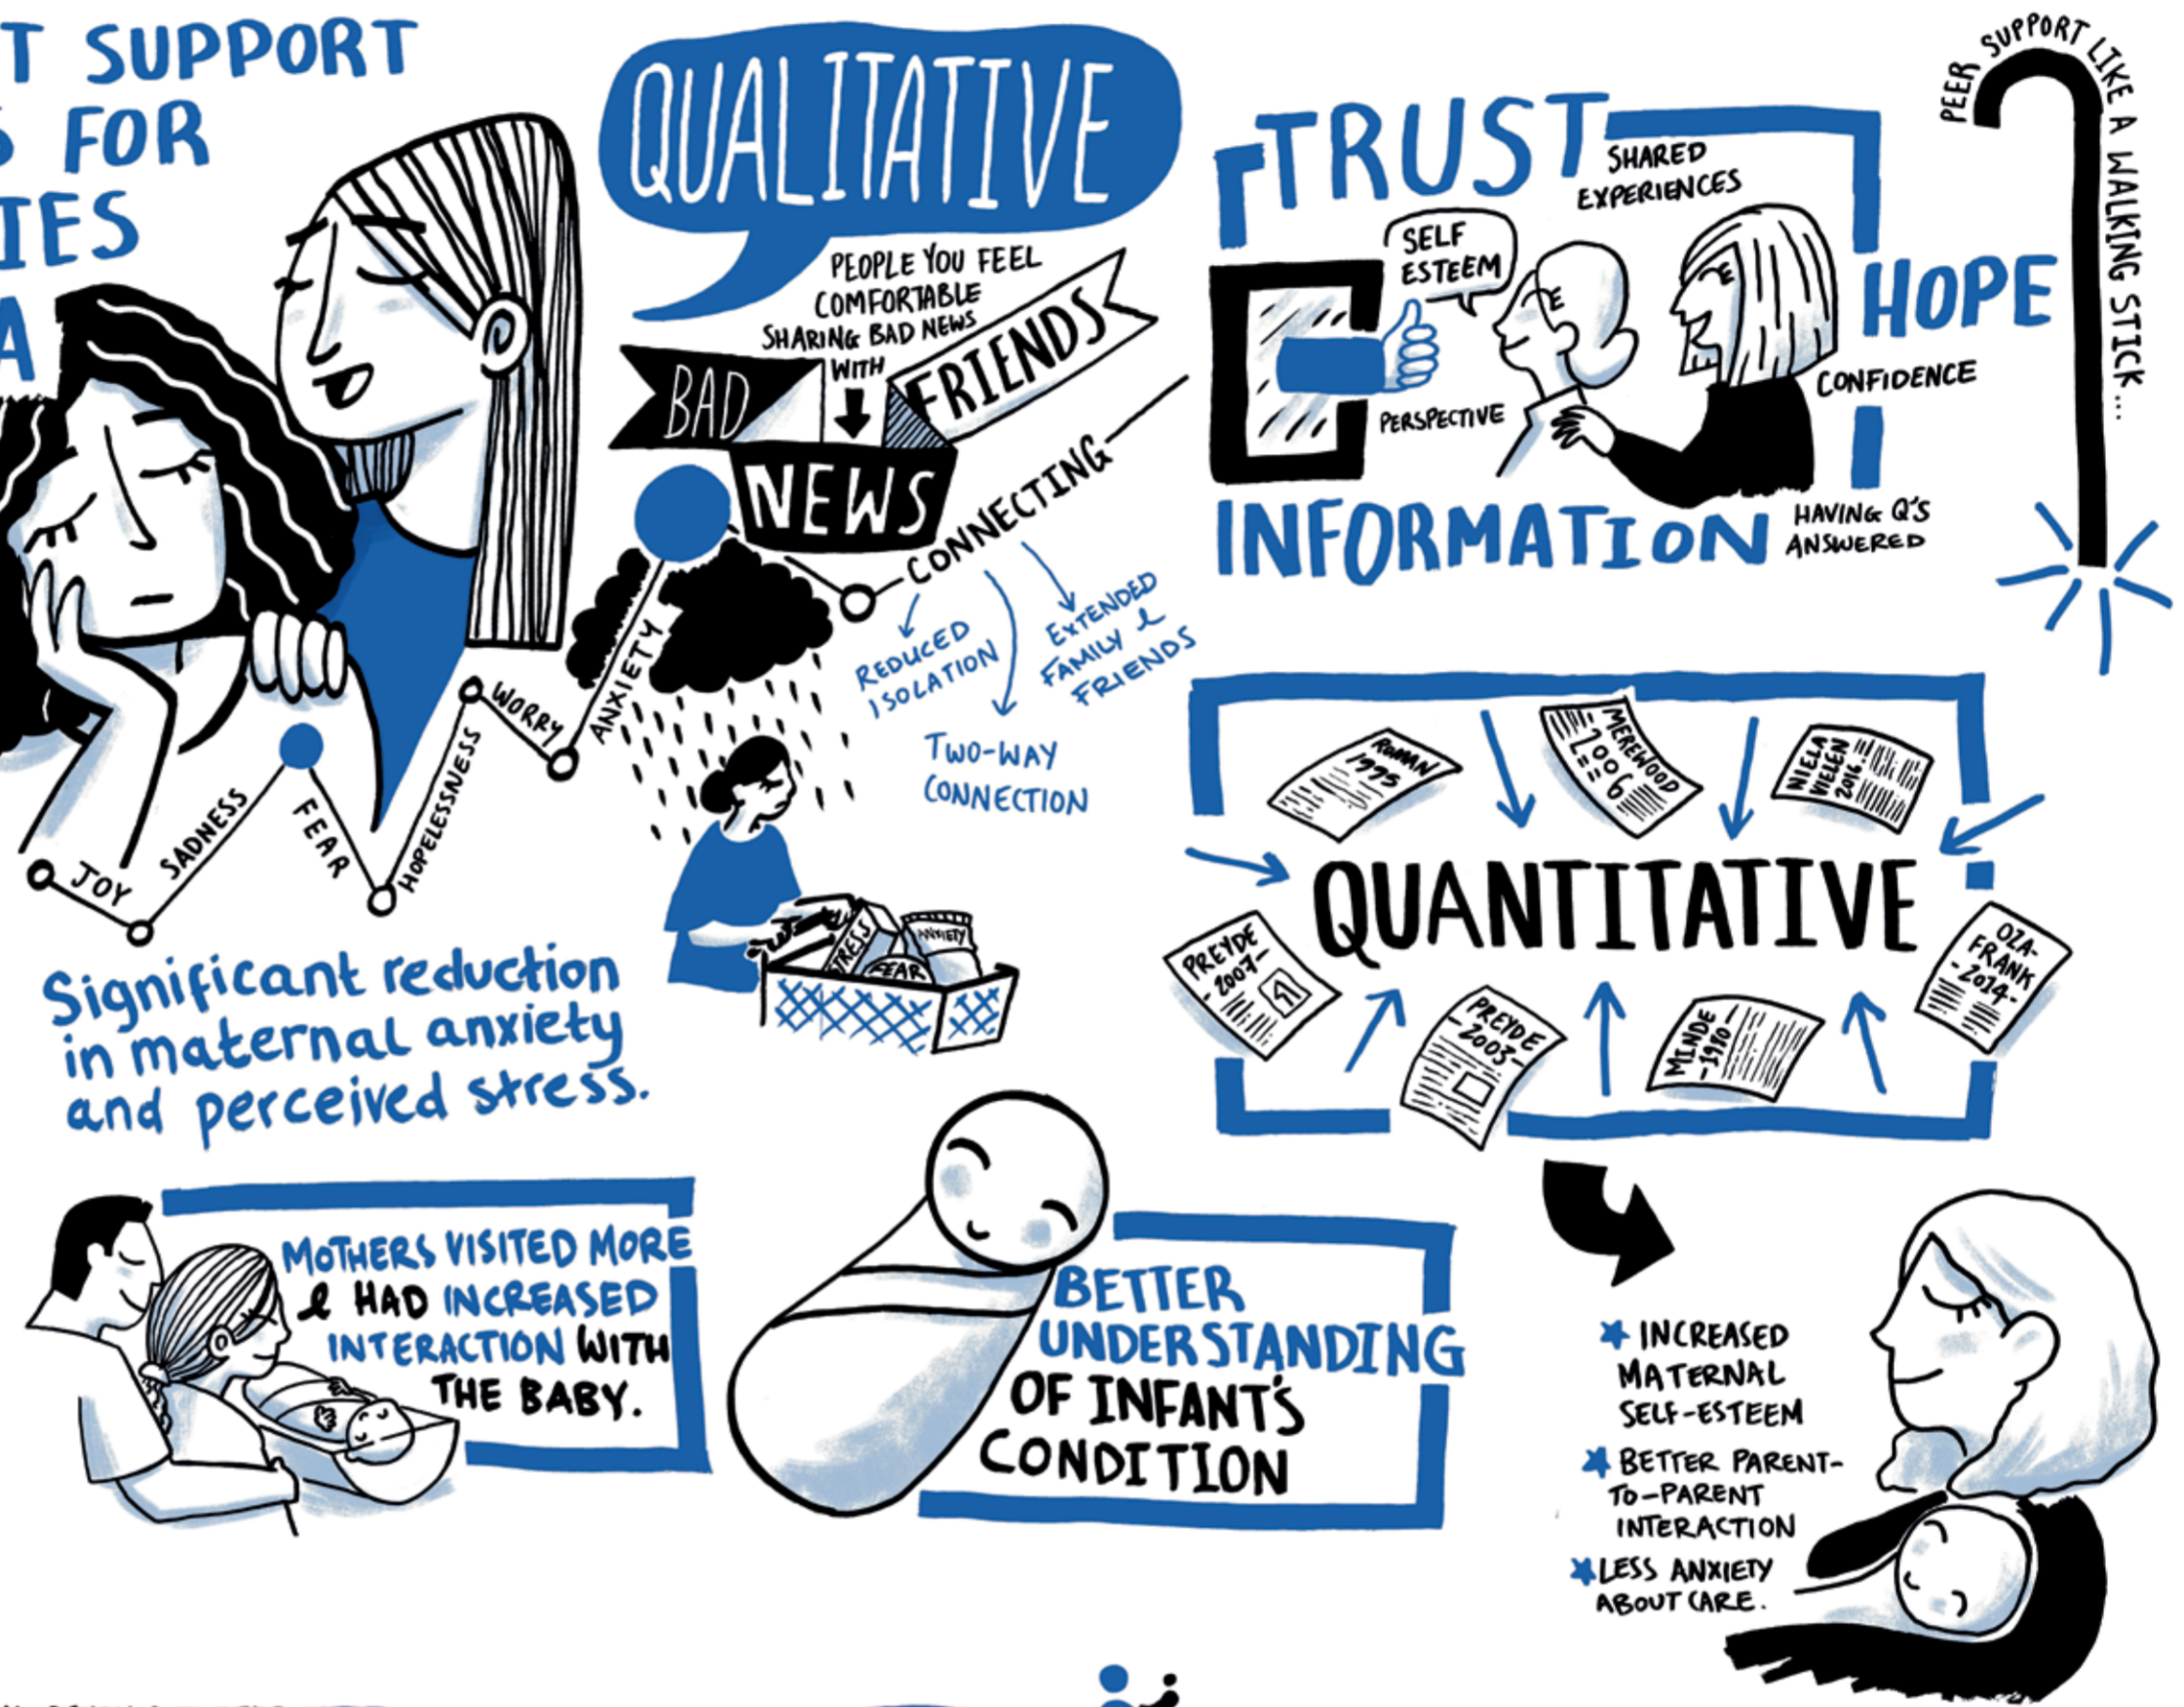 T SUPPORT
FOR
IES
A
QUALITATIVE
PEOPLE YOU FEEL
COMFORTABLE
SHARING BAD NEWS
WITH
BAD
NEWS
FRIENDS
CONNECTING
REDUCED
ISOLATION
TWO-WAY
CONNECTION
EXTENDED
FAMILY &
FRIENDS
JOY
SADNESS
FEAR
HOPELESSNESS
WORRY
ANXIETY
STRESS
FEAR
ANXIETY
TRUST
SHARED
EXPERIENCES
SELF
ESTEEM
PERSPECTIVE
HOPE
CONFIDENCE
INFORMATION
HAVING Q'S
ANSWERED
PEER SUPPORT LIKE A WALKING STICK...
QUANTITATIVE
ROMAN
1995
MEREWOOD
2006
NIELA
VIELEN
2016
PREYDE
-2007-
PREYDE
-2003-
MINDE
-1980-
OZA-
FRANK
-2014-
Significant reduction
in maternal anxiety
and perceived stress.
MOTHERS VISITED MORE
& HAD INCREASED
INTERACTION WITH
THE BABY.
BETTER
UNDERSTANDING
OF INFANT'S
CONDITION
INCREASED
MATERNAL
SELF-ESTEEM
BETTER PARENT-
TO-PARENT
INTERACTION
LESS ANXIETY
ABOUT CARE.